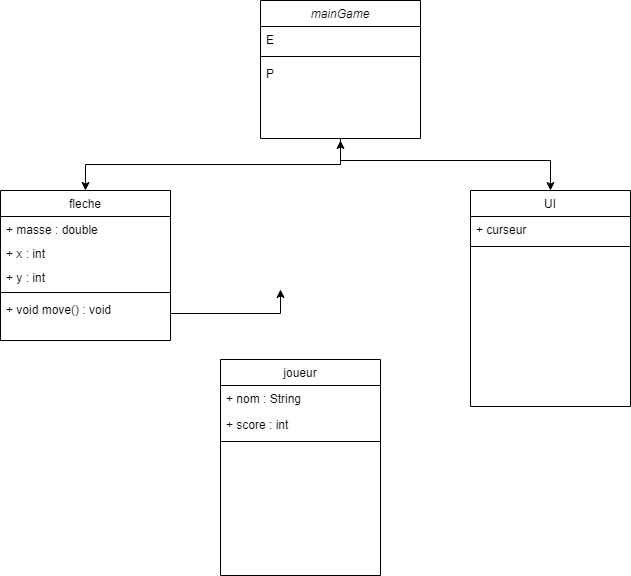 mainGame
E
P
fleche
+ masse : double
+ x : int
+ y : int
+ void move() : void
UI
+ curseur
joueur
+ nom : String
+ score : int